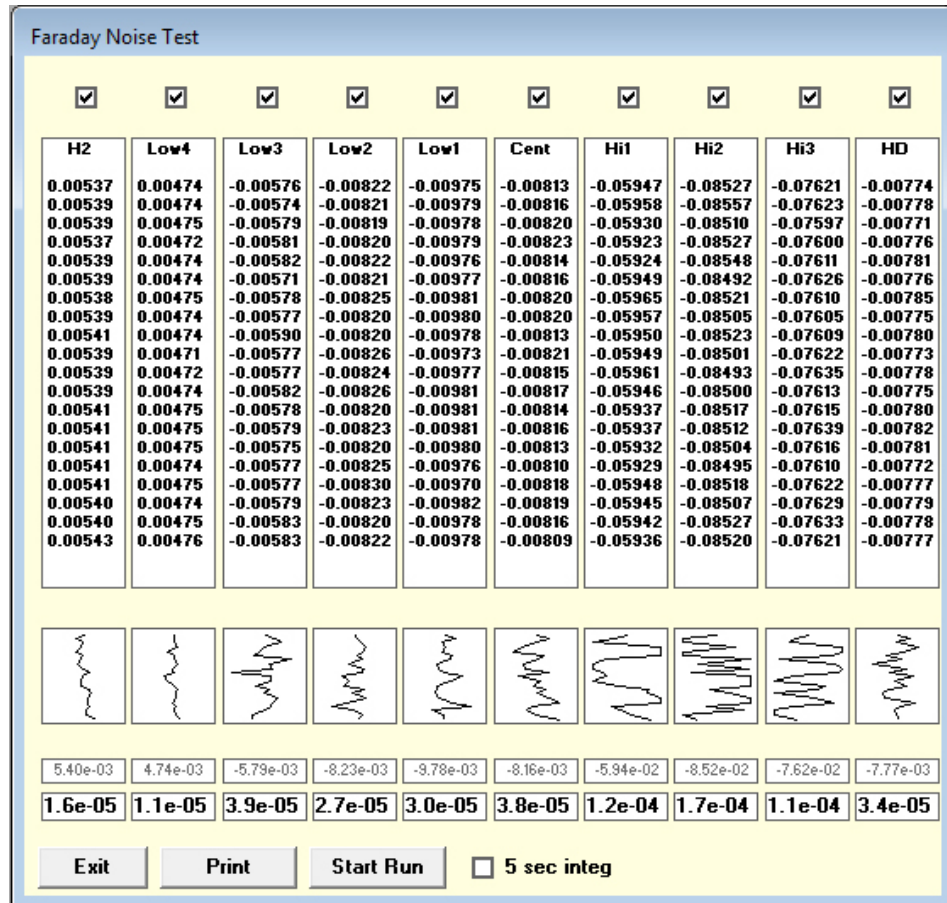 Faraday Noise Test
H2 Low4 Low3 Low2 Low1 Cent Hi1 Hi2 Hi3 HD
0.00537 0.00474 -0.00576 -0.00822 -0.00975 -0.00813 -0.05947 -0.08527 -0.07621 -0.00774
0.00539 0.00474 -0.00574 -0.00821 -0.00979 -0.00816 -0.05958 -0.08557 -0.07623 -0.00778
0.00539 0.00475 -0.00579 -0.00819 -0.00978 -0.00820 -0.05930 -0.08510 -0.07597 -0.00771
0.00537 0.00472 -0.00581 -0.00820 -0.00979 -0.00823 -0.05923 -0.08527 -0.07600 -0.00776
0.00539 0.00474 -0.00582 -0.00822 -0.00976 -0.00814 -0.05924 -0.08548 -0.07611 -0.00781
0.00539 0.00474 -0.00571 -0.00821 -0.00977 -0.00816 -0.05949 -0.08492 -0.07626 -0.00776
0.00538 0.00475 -0.00578 -0.00825 -0.00981 -0.00820 -0.05965 -0.08521 -0.07610 -0.00785
0.00539 0.00474 -0.00577 -0.00820 -0.00980 -0.00820 -0.05957 -0.08505 -0.07605 -0.00775
0.00541 0.00474 -0.00590 -0.00820 -0.00978 -0.00813 -0.05950 -0.08523 -0.07609 -0.00780
0.00539 0.00471 -0.00577 -0.00826 -0.00973 -0.00821 -0.05949 -0.08501 -0.07622 -0.00773
0.00539 0.00472 -0.00577 -0.00824 -0.00977 -0.00815 -0.05961 -0.08493 -0.07635 -0.00778
0.00539 0.00474 -0.00582 -0.00826 -0.00981 -0.00817 -0.05946 -0.08500 -0.07613 -0.00775
0.00541 0.00475 -0.00578 -0.00820 -0.00981 -0.00814 -0.05937 -0.08517 -0.07615 -0.00780
0.00541 0.00475 -0.00579 -0.00823 -0.00981 -0.00816 -0.05937 -0.08512 -0.07639 -0.00782
0.00541 0.00475 -0.00575 -0.00820 -0.00980 -0.00813 -0.05932 -0.08504 -0.07616 -0.00781
0.00541 0.00474 -0.00577 -0.00825 -0.00976 -0.00810 -0.05929 -0.08495 -0.07610 -0.00772
0.00541 0.00475 -0.00577 -0.00830 -0.00970 -0.00818 -0.05948 -0.08518 -0.07622 -0.00777
0.00540 0.00474 -0.00579 -0.00823 -0.00982 -0.00819 -0.05945 -0.08507 -0.07629 -0.00779
0.00540 0.00475 -0.00583 -0.00820 -0.00978 -0.00816 -0.05942 -0.08527 -0.07633 -0.00778
0.00543 0.00476 -0.00583 -0.00822 -0.00978 -0.00809 -0.05936 -0.08520 -0.07621 -0.00777
5.40e-03 4.74e-03 -5.79e-03 -8.23e-03 -9.78e-03 -8.16e-03 -5.94e-02 -8.52e-02 -7.62e-02 -7.77e-03
1.6e-05 1.1e-05 3.9e-05 2.7e-05 3.0e-05 3.8e-05 1.2e-04 1.7e-04 1.1e-04 3.4e-05
Exit Print Start Run 5 sec integ